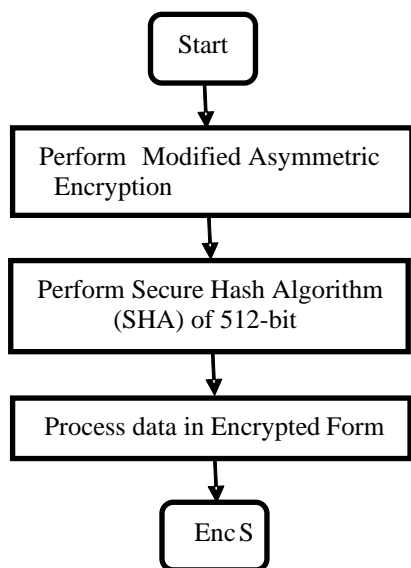 Start
Perform Modified Asymmetric
Encryption
Perform Secure Hash Algorithm
(SHA) of 512-bit
Process data in Encrypted Form
Enc S